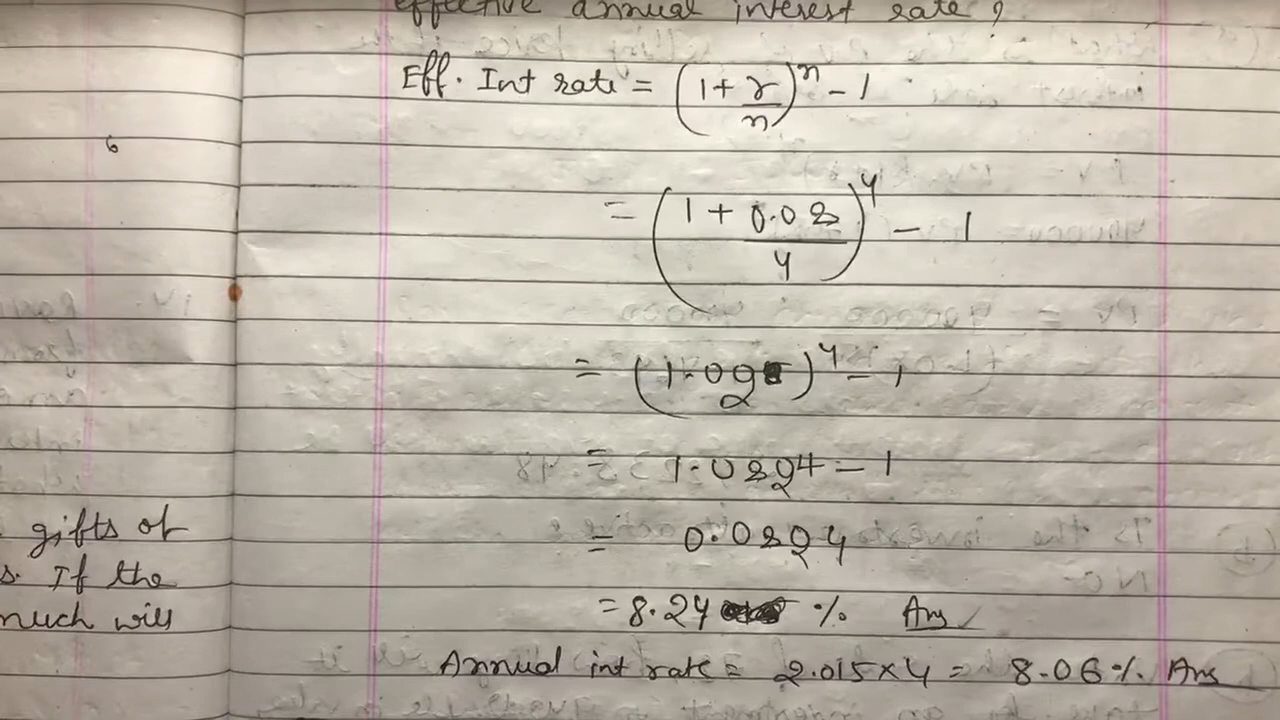 effective annual interest rate ?
Eff. Int rate = (1 + r/n)^n - 1
= (1 + 0.08/4)^4 - 1
6
= (1.02)^4 - 1
= 1.0824 - 1
gifts of
= 0.0824
s. If the
= 8.24 % Ans
much will
Annual int rate = 2.015 x 4 = 8.06% Ans